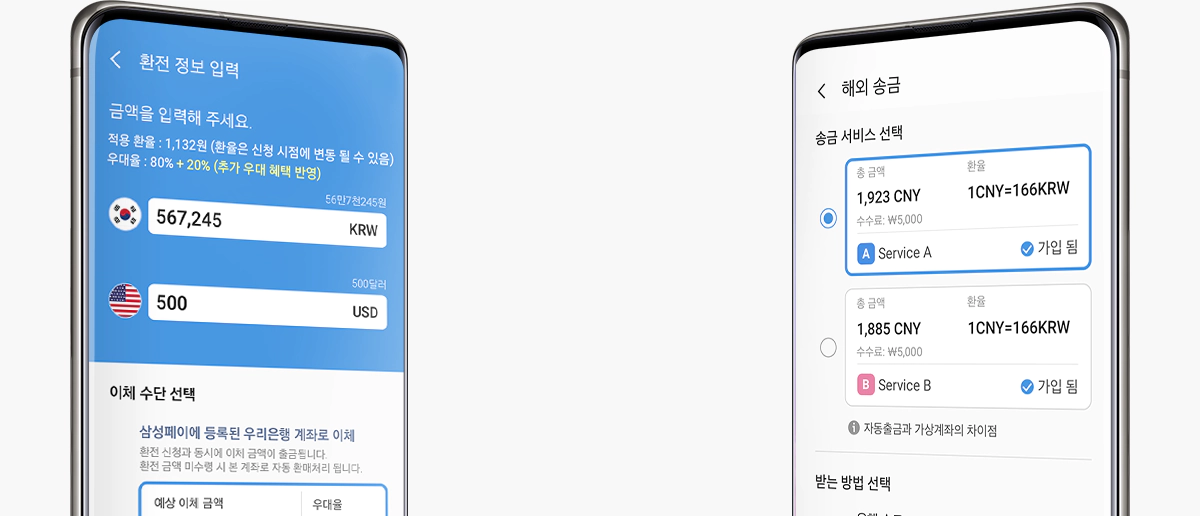 환전 정보 입력
금액을 입력해 주세요.
적용 환율 : 1,132원 (환율은 신청 시점에 변동 될 수 있음)
우대율 : 80% + 20% (추가 우대 혜택 반영)
56만7천245원
567,245 KRW
500달러
500 USD
이체 수단 선택
삼성페이에 등록된 우리은행 계좌로 이체
환전 신청과 동시에 이체 금액이 출금됩니다.
환전 금액 미수령 시 본 계좌로 자동 환매처리 됩니다.
예상 이체 금액 우대율
해외 송금
송금 서비스 선택
총 금액 환율
1,923 CNY 1CNY=166KRW
수수료: ₩5,000
A Service A 가입 됨
총 금액 환율
1,885 CNY 1CNY=166KRW
수수료: ₩5,000
B Service B 가입 됨
자동출금과 가상계좌의 차이점
받는 방법 선택